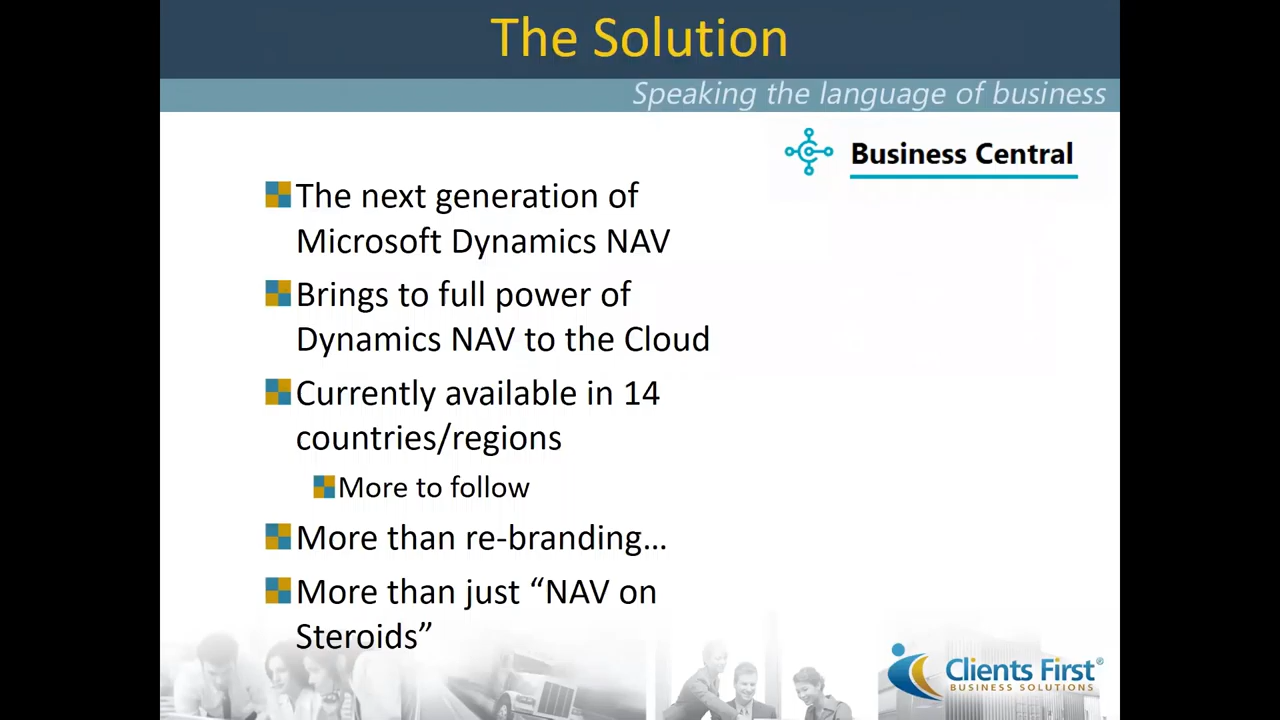 The Solution
Speaking the language of business
Business Central
The next generation of
Microsoft Dynamics NAV
Brings to full power of
Dynamics NAV to the Cloud
Currently available in 14
countries/regions
More to follow
More than re-branding…
More than just “NAV on
Steroids”
Clients First®
BUSINESS SOLUTIONS